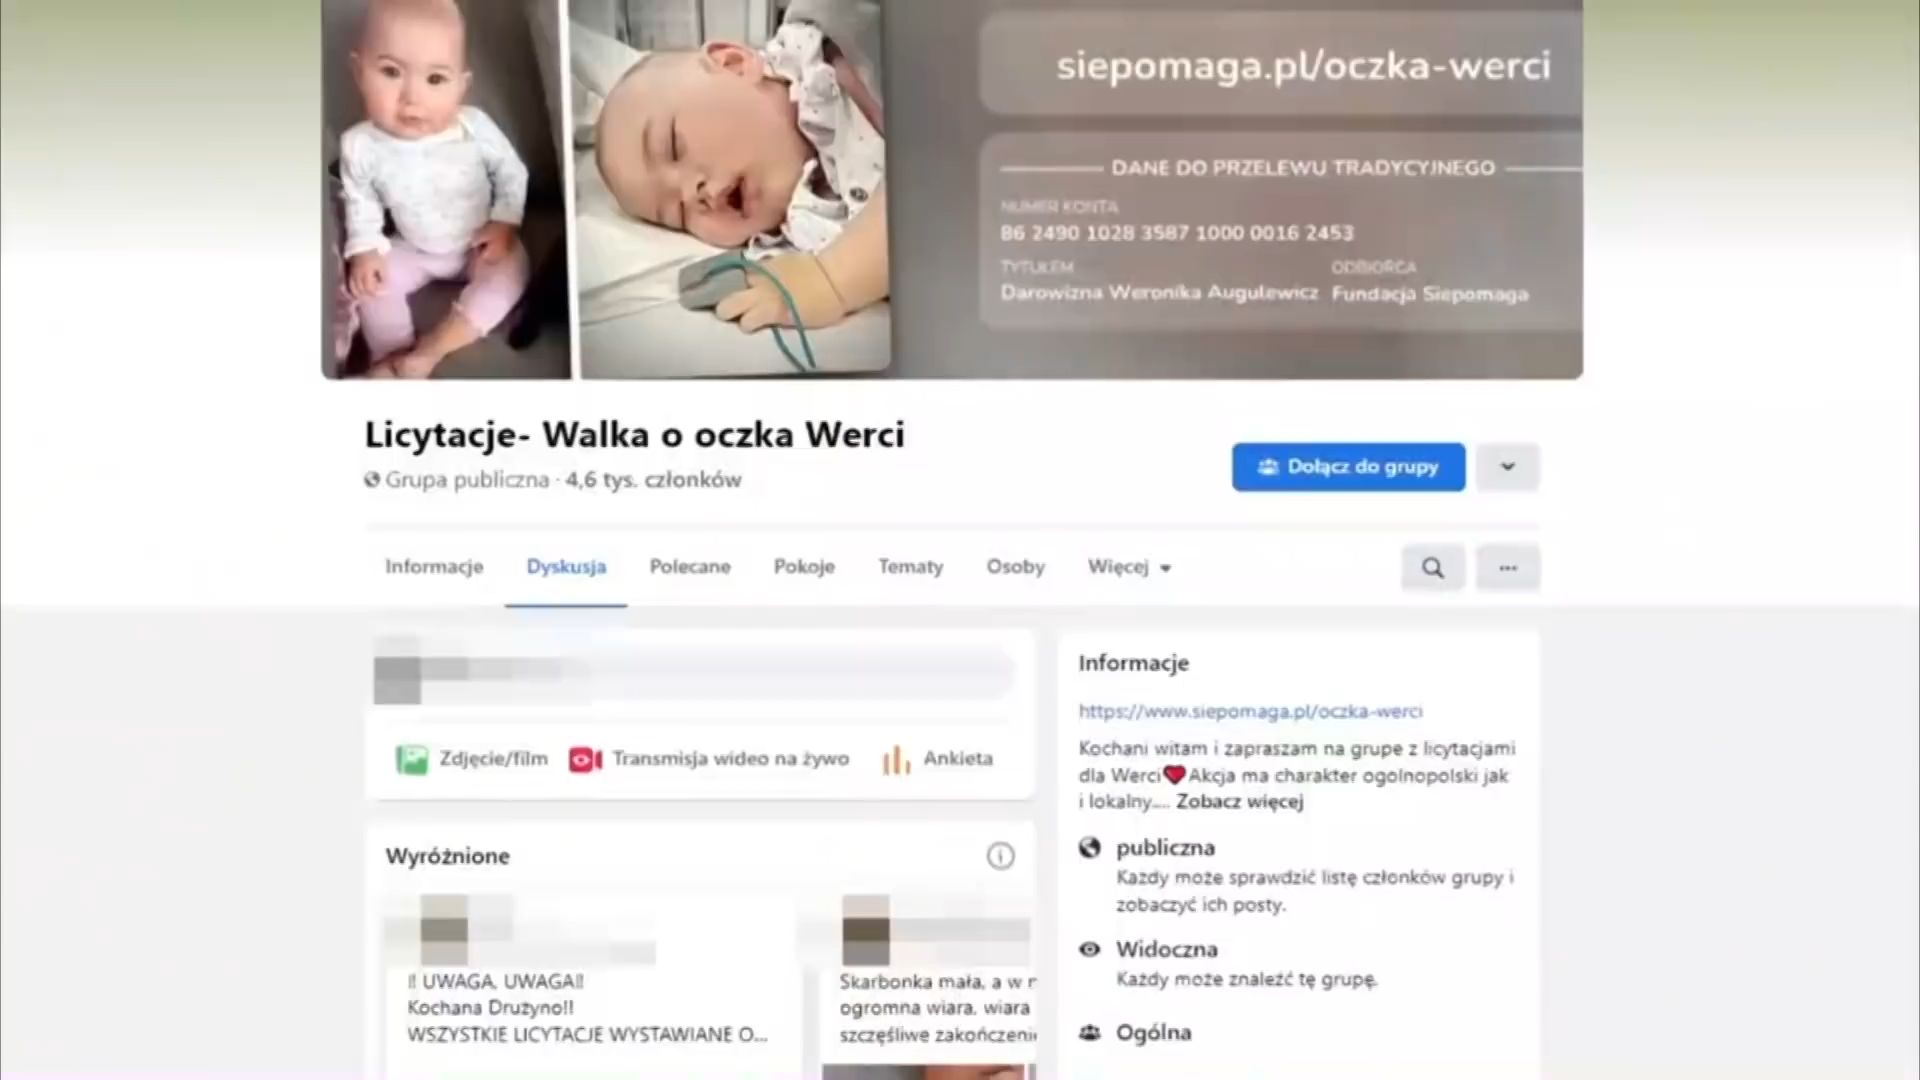 siepomaga.pl/oczka-werci
DANE DO PRZELEWU TRADYCYJNEGO
NUMER KONTA
86 2490 1028 3587 1000 0016 2453
TYTUŁEM ODBIORCA
Darowizna Weronika Augulewicz Fundacja Siepomaga
Licytacje- Walka o oczka Werci
Grupa publiczna · 4,6 tys. członków
Dołącz do grupy
Informacje Dyskusja Polecane Pokoje Tematy Osoby Więcej
Zdjęcie/film Transmisja wideo na żywo Ankieta
Wyróżnione
!! UWAGA, UWAGA!!
Kochana Drużyno!!
WSZYSTKIE LICYTACJE WYSTAWIANE O...
Skarbonka mała, a w
ogromna wiara, wiara
szczęśliwe
Informacje
https://www.siepomaga.pl/oczka-werci
Kochani witam i zapraszam na grupe z licytacjami
dla Werci❤Akcja ma charakter ogolnopolski jak
i lokalny.... Zobacz więcej
publiczna
Każdy może sprawdzić listę członków grupy i
zobaczyć ich posty.
Widoczna
Każdy może znaleźć tę grupę.
Ogólna